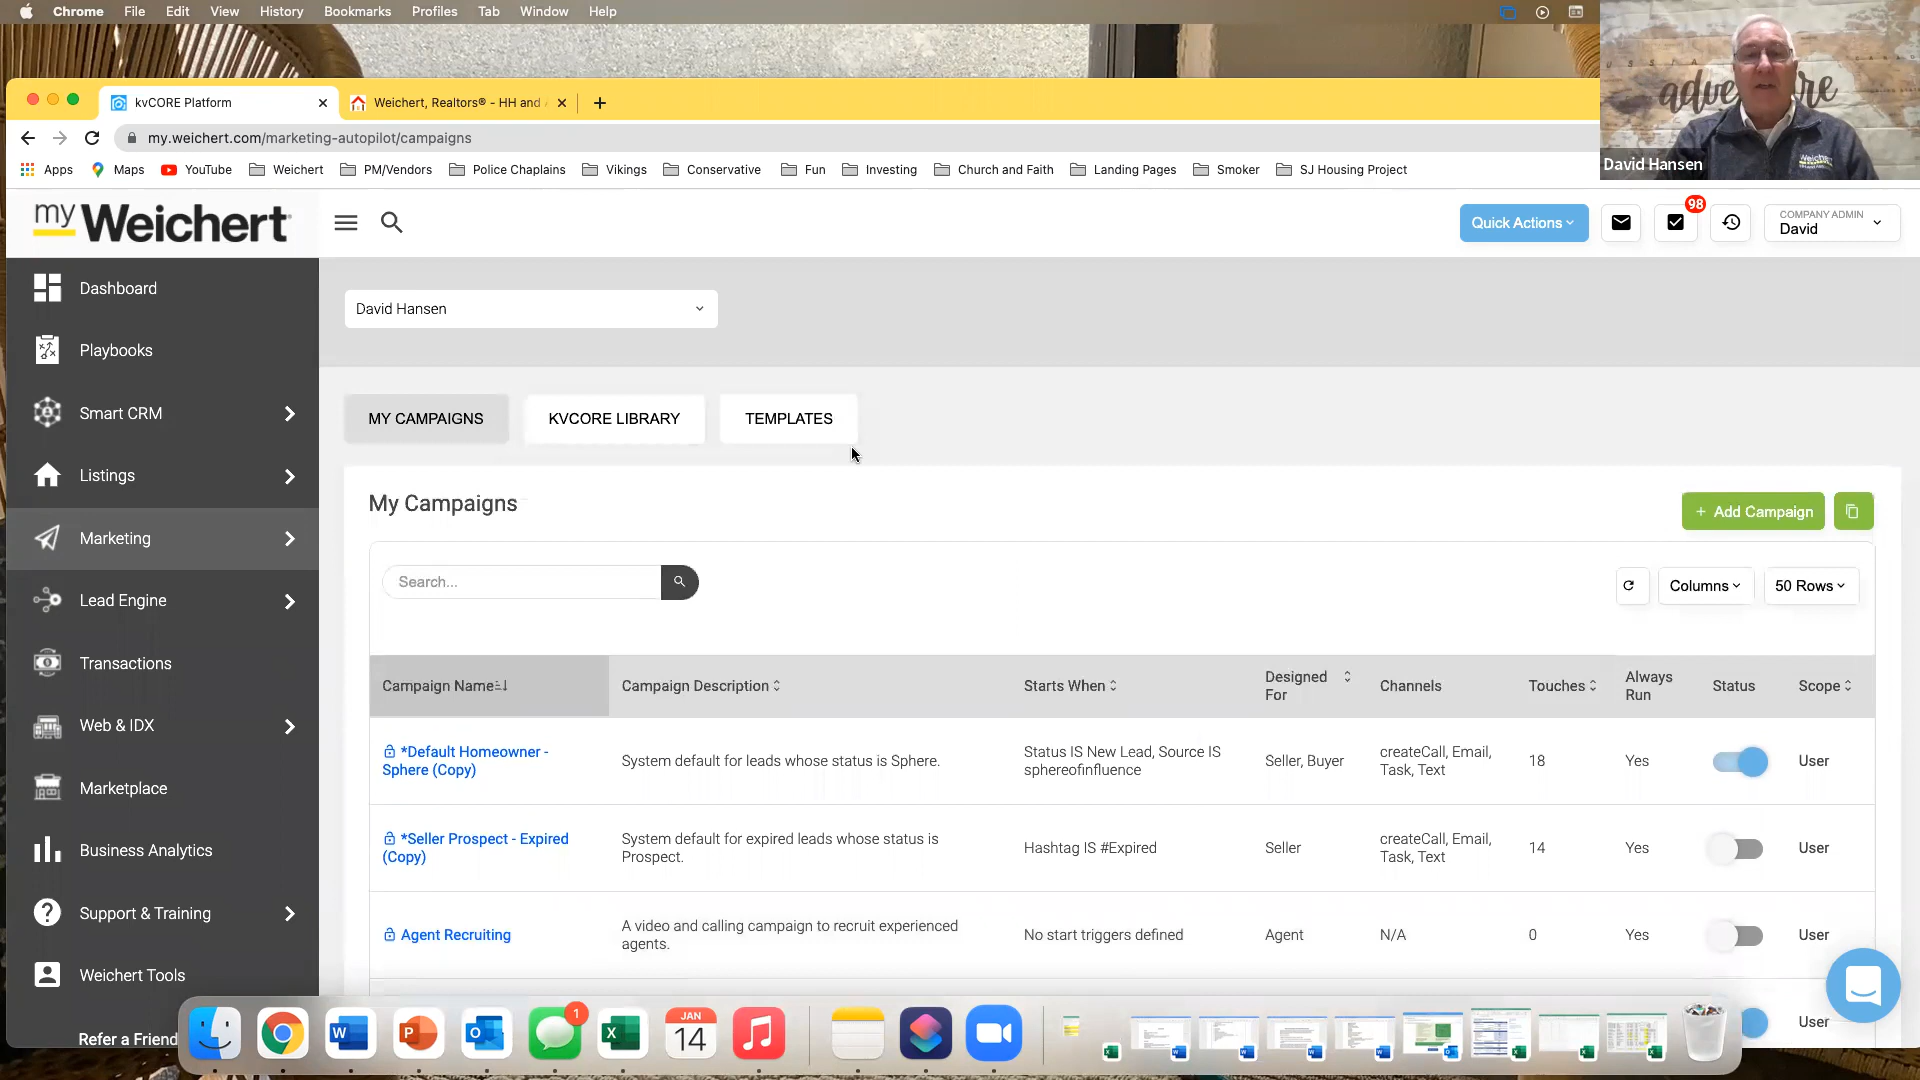 Chrome File Edit View History Bookmarks Profiles Tab Window Help
adve re
David Hansen
kvCORE Platform
Weichert, Realtors® - HH and
my.weichert.com/marketing-autopilot/campaigns
Apps Maps YouTube Weichert PM/Vendors Police Chaplains Vikings Conservative Fun Investing Church and Faith Landing Pages Smoker SJ Housing Project
my Weichert
Quick Actions
98
COMPANY ADMIN
David
Dashboard
Playbooks
Smart CRM
Listings
Marketing
Lead Engine
Transactions
Web & IDX
Marketplace
Business Analytics
Support & Training
Weichert Tools
Refer a Friend
David Hansen
MY CAMPAIGNS KVCORE LIBRARY TEMPLATES
My Campaigns
+ Add Campaign
Search...
Columns 50 Rows
Campaign Name Campaign Description Starts When Designed For Channels Touches Always Run Status Scope
*Default Homeowner - Sphere (Copy) System default for leads whose status is Sphere. Status IS New Lead, Source IS sphereofinfluence Seller, Buyer createCall, Email, Task, Text 18 Yes User
*Seller Prospect - Expired (Copy) System default for expired leads whose status is Prospect. Hashtag IS #Expired Seller createCall, Email, Task, Text 14 Yes User
Agent Recruiting A video and calling campaign to recruit experienced agents. No start triggers defined Agent N/A 0 Yes User
User
1
JAN
14